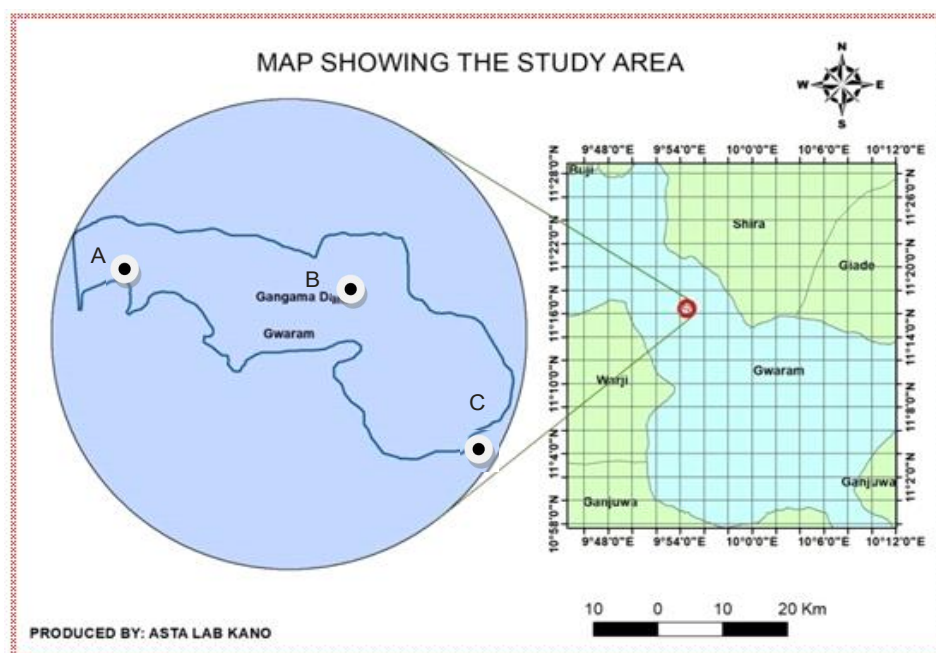 MAP SHOWING THE STUDY AREA
N
W E
S
9°48'0"E 9°54'0"E 10°0'0"E 10°6'0"E 10°12'0"E
11°28'0"N
11°22'0"N
11°16'0"N
11°10'0"N
11°4'0"N
10°58'0"N
11°26'0"N
11°20'0"N
11°14'0"N
11°8'0"N
11°2'0"N
Shira
Giade
Warji
Gwaram
Ganjuwa
Ganjuwa
9°48'0"E 9°54'0"E 10°0'0"E 10°6'0"E 10°12'0"E
A
B
Gangama
Gwaram
C
10 0 10 20 Km
PRODUCED BY: ASTA LAB KANO